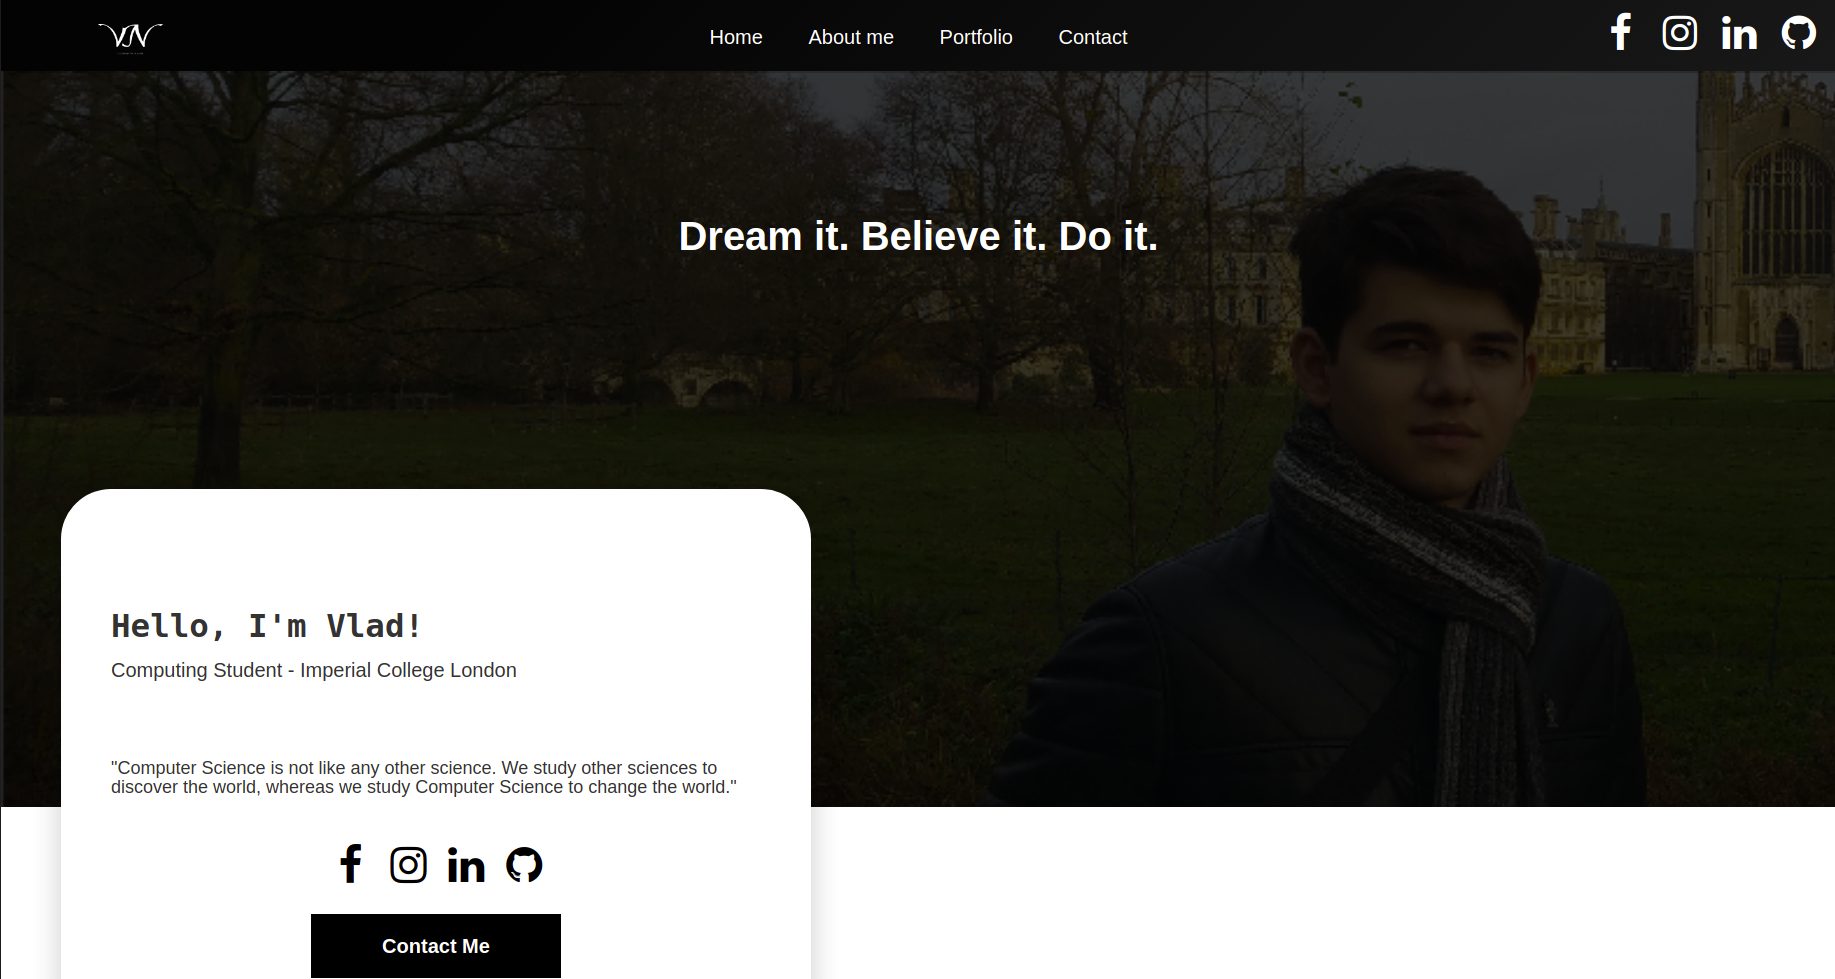 VN
Home About me Portfolio Contact
Dream it. Believe it. Do it.
Hello, I'm Vlad!
Computing Student - Imperial College London
"Computer Science is not like any other science. We study other sciences to
discover the world, whereas we study Computer Science to change the world."
Contact Me